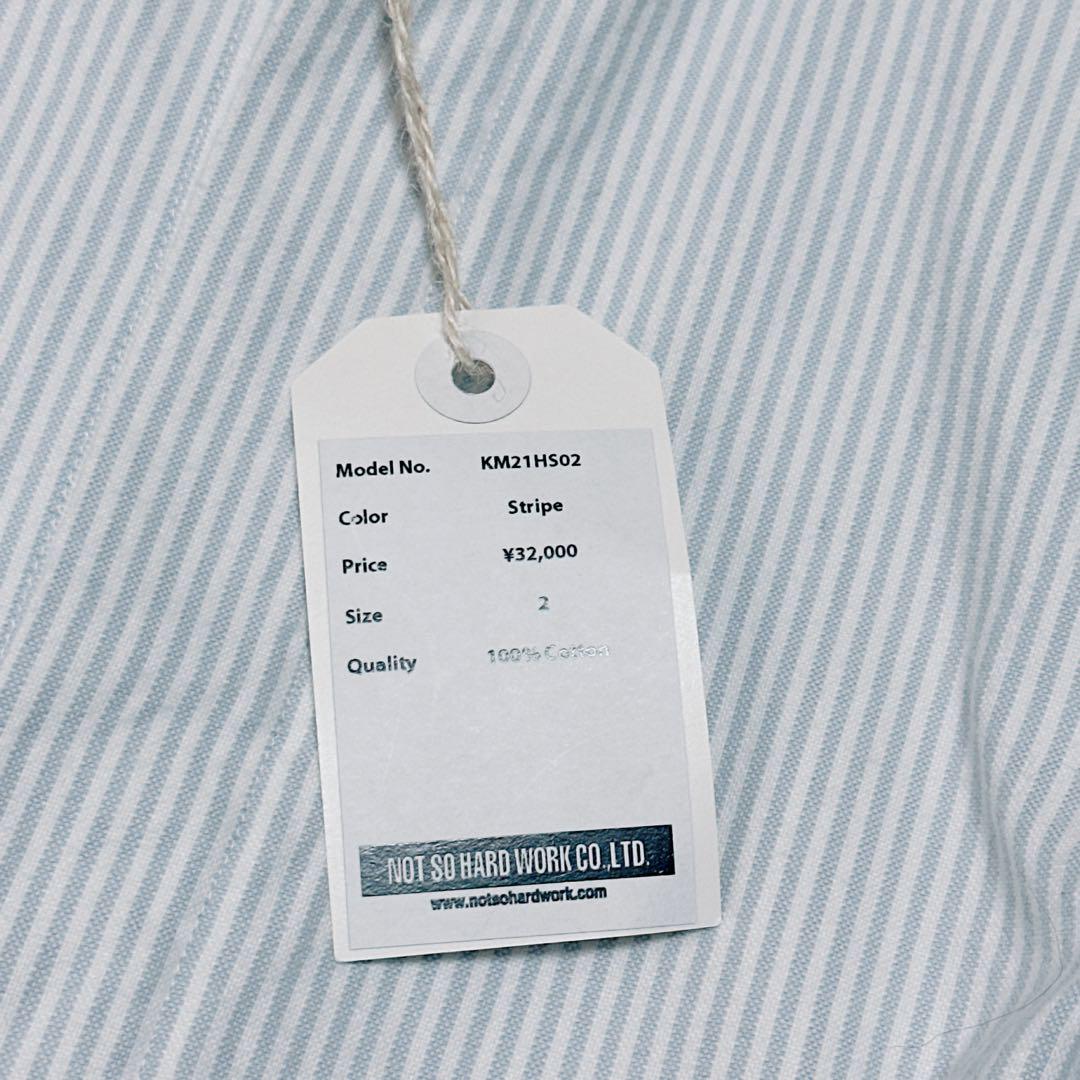 Model No. KM21HS02
Color Stripe
Price ¥32,000
Size 2
Quality 100% Cotton
NOT SO HARD WORK CO.,LTD.
www.notsohardwork.com